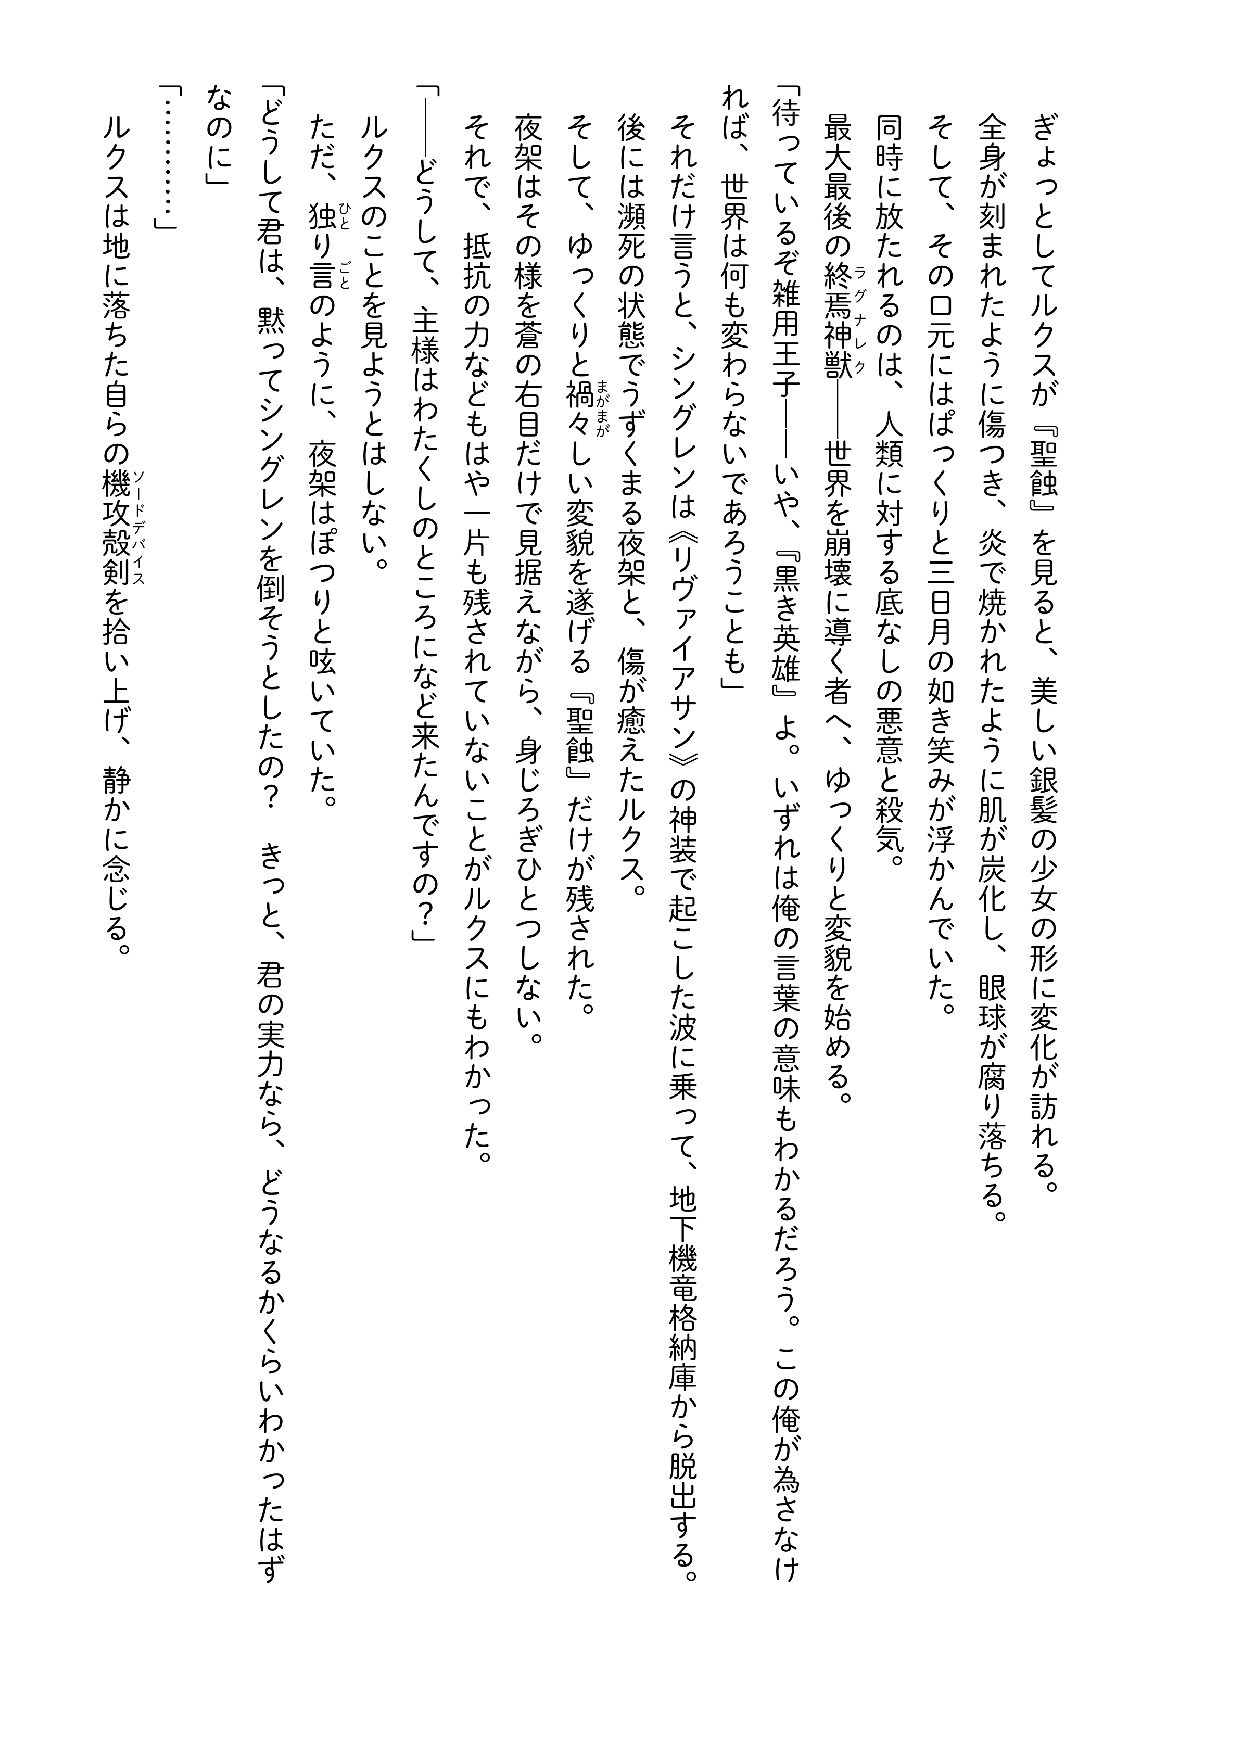 ぎょっとしてルクスが『聖蝕』を見ると、美しい銀髪の少女の形に変化が訪れる。
全身が刻まれたように傷つき、炎で焼かれたように肌が炭化し、眼球が腐り落ちる。
そして、その口元にはぱっくりと三日月の如き笑みが浮かんでいた。
同時に放たれるのは、人類に対する底なしの悪意と殺気。
最大最後の終焉神獣――世界を崩壊に導く者へ、ゆっくりと変貌を始める。
ラグナレク
「待っているぞ雑用王子――いや、『黒き英雄』よ。いずれは俺の言葉の意味もわかるだろう。この俺が為さなけ
れば、世界は何も変わらないであろうことも」
それだけ言うと、シングレンは《リヴァイアサン》の神装で起こした波に乗って、地下機竜格納庫から脱出する。
後には瀕死の状態でうずくまる夜架と、傷が癒えたルクス。
そして、ゆっくりと禍々しい変貌を遂げる『聖蝕』だけが残された。
まがまが
夜架はその様を蒼の右目だけで見据えながら、身じろぎひとつしない。
それで、抵抗の力などもはや一片も残されていないことがルクスにもわかった。
「――どうして、主様はわたくしのところになど来たんですの？」
ルクスのことを見ようとはしない。
ただ、独り言のように、夜架はぽつりと呟いていた。
ひと ごと
「どうして君は、黙ってシングレンを倒そうとしたの？　きっと、君の実力なら、どうなるかくらいわかったはず
なのに」
「…………」
ルクスは地に落ちた自らの機攻殻剣を拾い上げ、静かに念じる。
ソードデバイス